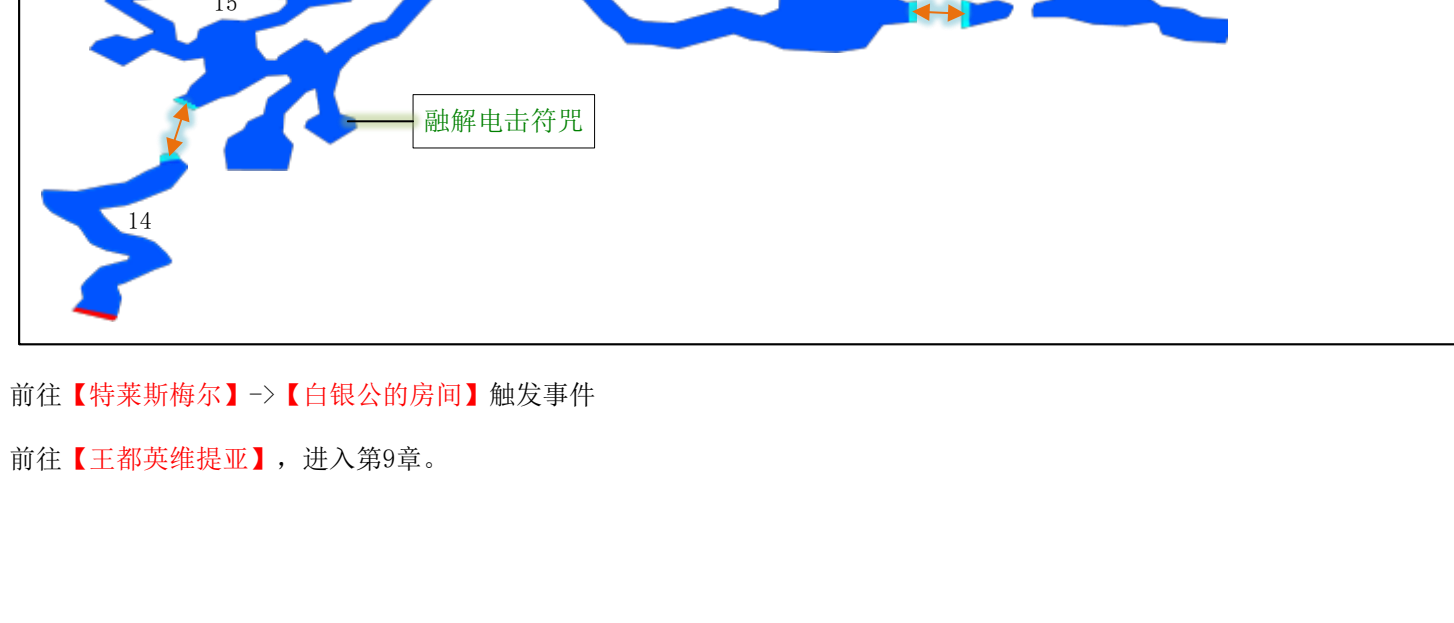 15
融解电击符咒
14
前往【特莱斯梅尔】->【白银公的房间】触发事件
前往【王都英维提亚】，进入第9章。